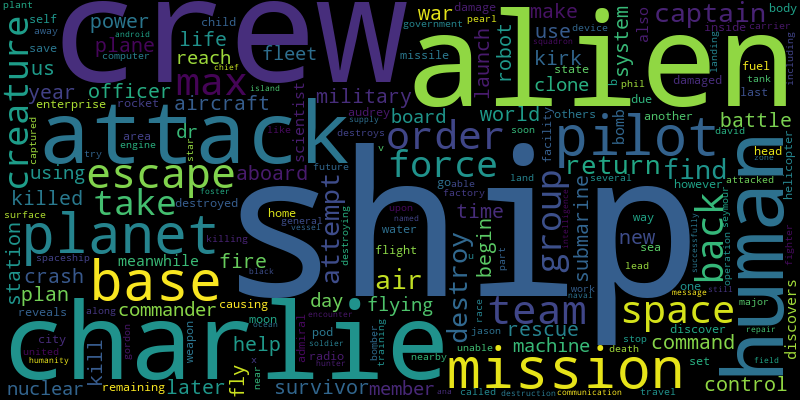 plant
self
away
save
us
creature
year
enterprise
captured
power
android
computer
plane
child
life
reach
officer
rocket
crew
war
fleet
max
aircraft
scientist
military
audrey
supply
destroys
government
missile
damage
pearl
make
launch
robot
use
kirk
clone
board
world
soon
captain
also
system
state
device
squadron
due
bomb
others
another
inside
carrier
landing
damaged
including
body
plant
fuel
tank
last
phil
battle
alien
attack
area
engine
try
using
killed
surface
escape
take
destroyed
dr
star
aboard
like
island
chief
foster
future
order
force
pilot
return
find
david
however
attacked
head
zone
helicopter
several
land
facility
factory
planet
home
general
vessel
killing
black
spaceship
station
meanwhile
crash
fire
attempt
destroying
upon
named
water
flight
time
begin
part
group
intelligence
submarine
way
new
sea
lead
back
successfully
operation
seymour
still
human
fighter
ship
base
plan
reveals
commander
causing
along
moon
day
encounter
air
flying
destroy
race
team
naval
work
space
message
one
major
discover
discovers
repair
charlie
city
united
humanity
gordon
kill
weapon
admiral
pod
soldier
hunter
radio
bomber
training
nearby
jason
unable
rescue
machine
stop
death
command
set
field
help
near
x
fly
nuclear
remaining
later
survivor
member
ana
called
destruction
mission
communication
travel
control